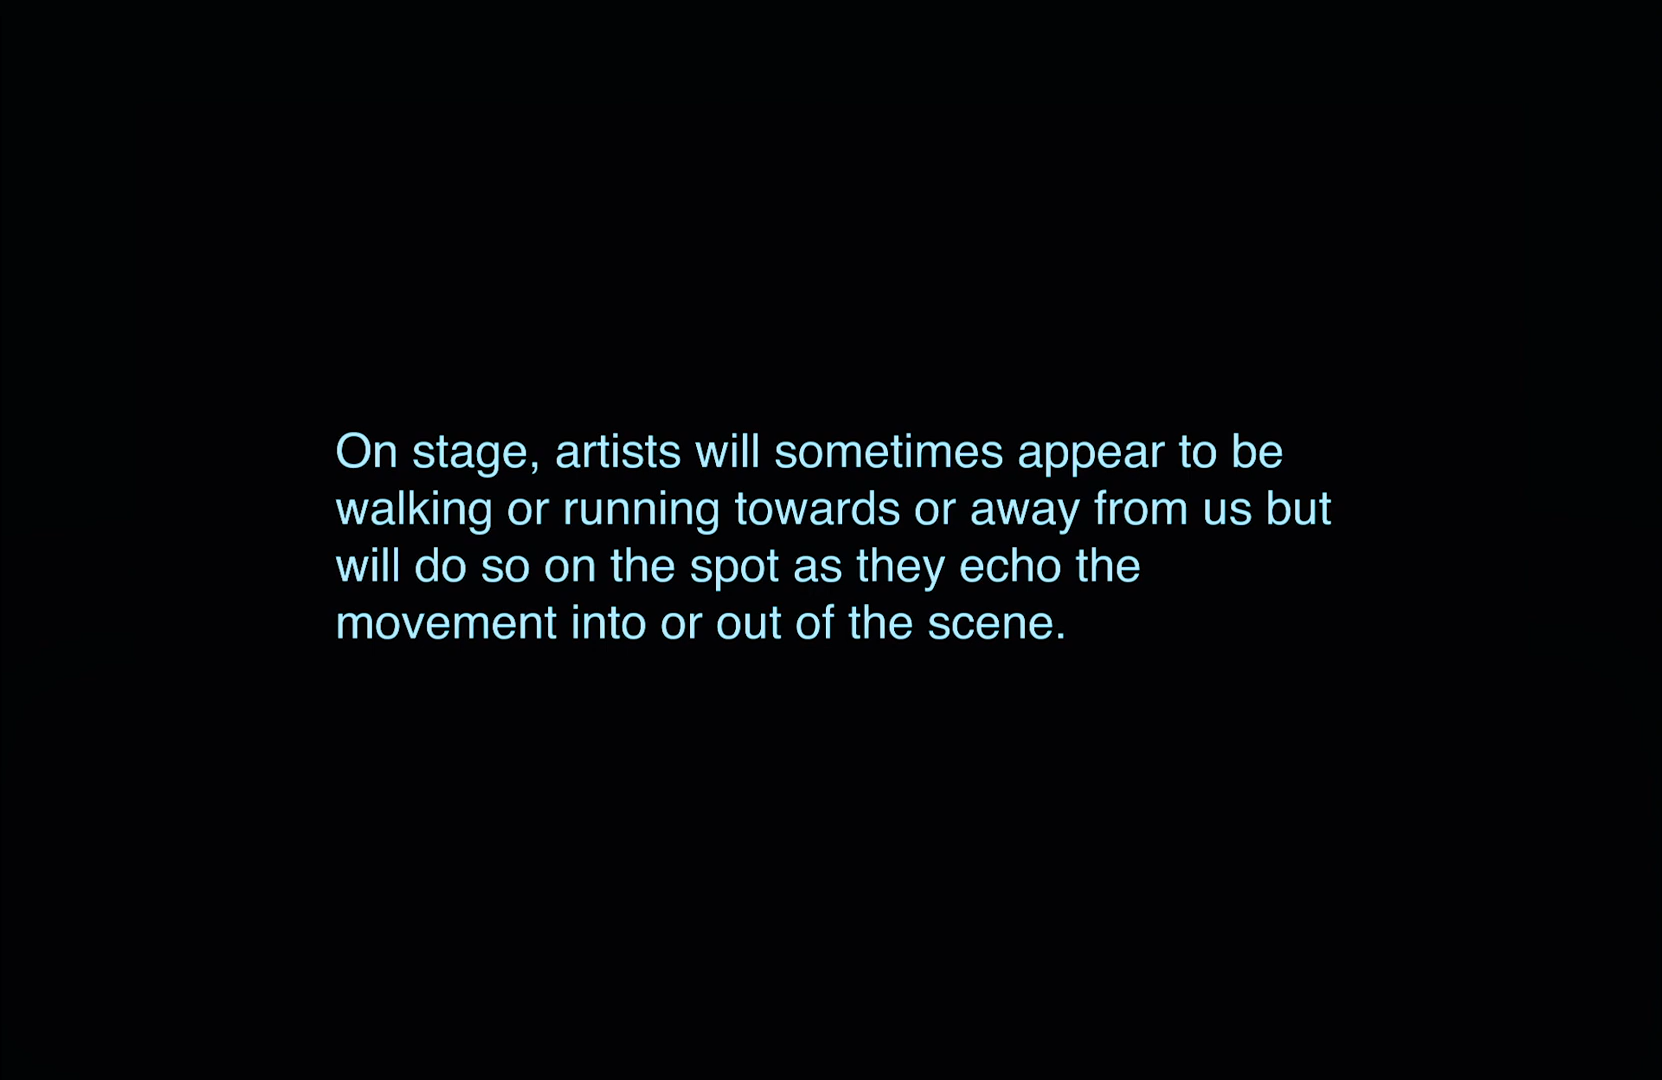 On stage, artists will sometimes appear to be
walking or running towards or away from us but
will do so on the spot as they echo the
movement into or out of the scene.